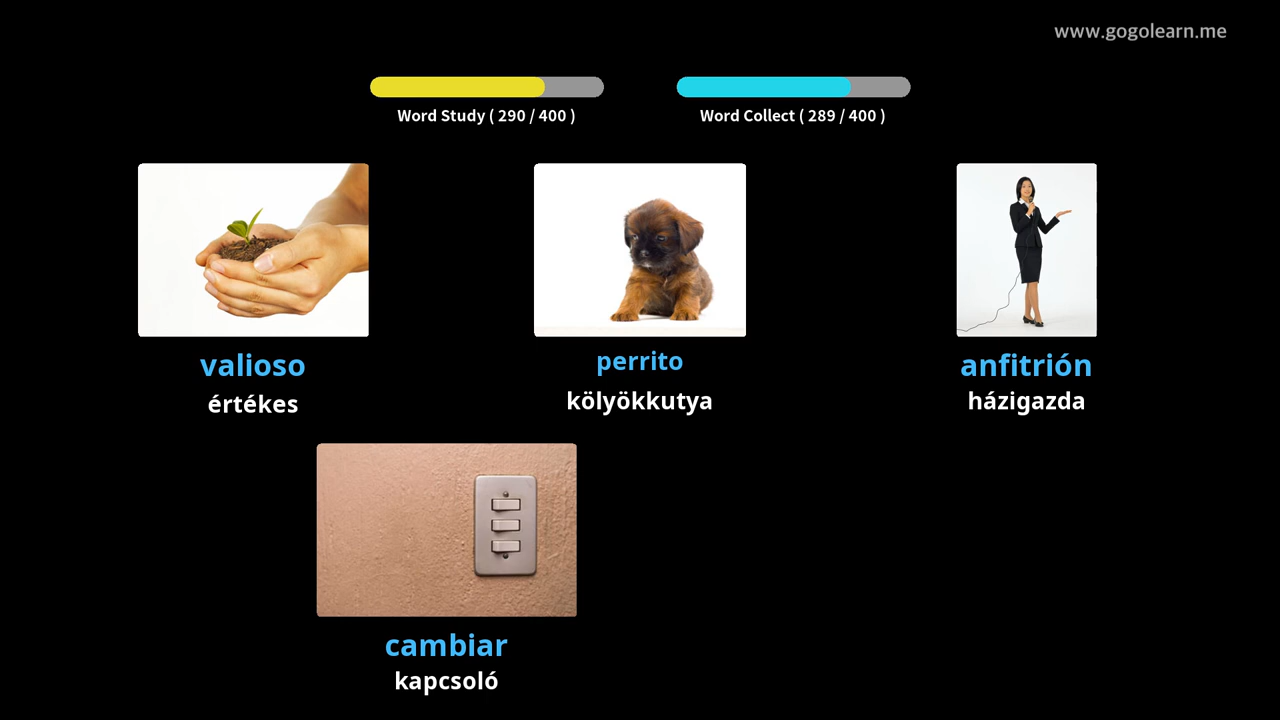 www.gogolearn.me
Word Study ( 290 / 400 )
Word Collect ( 289 / 400 )
valioso
értékes
perrito
kölyökkutya
anfitrión
házigazda
cambiar
kapcsoló